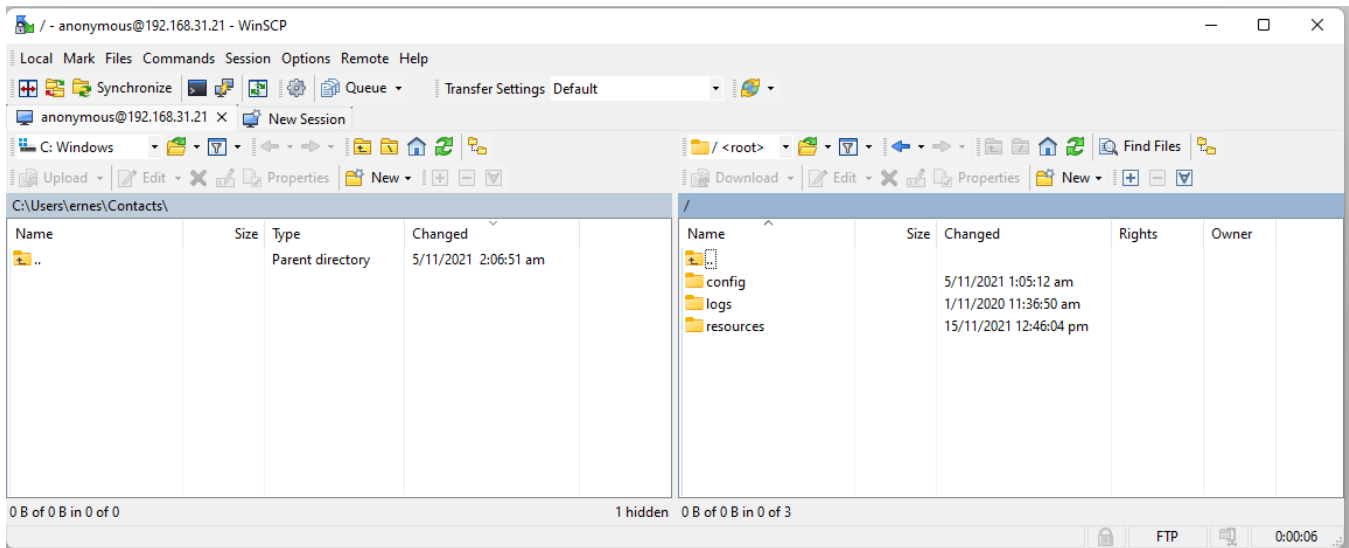 / - anonymous@192.168.31.21 - WinSCP
Local Mark Files Commands Session Options Remote Help
Synchronize Queue Transfer Settings Default
anonymous@192.168.31.21 New Session
C: Windows / <root> Find Files
Upload Edit Properties New Download Edit Properties New
C:\Users\ernes\Contacts\ /
Name Size Type Changed Name Size Changed Rights Owner
.. Parent directory 5/11/2021 2:06:51 am ..
config 5/11/2021 1:05:12 am
logs 1/11/2020 11:36:50 am
resources 15/11/2021 12:46:04 pm
0 B of 0 B in 0 of 0 1 hidden 0 B of 0 B in 0 of 3
FTP 0:00:06